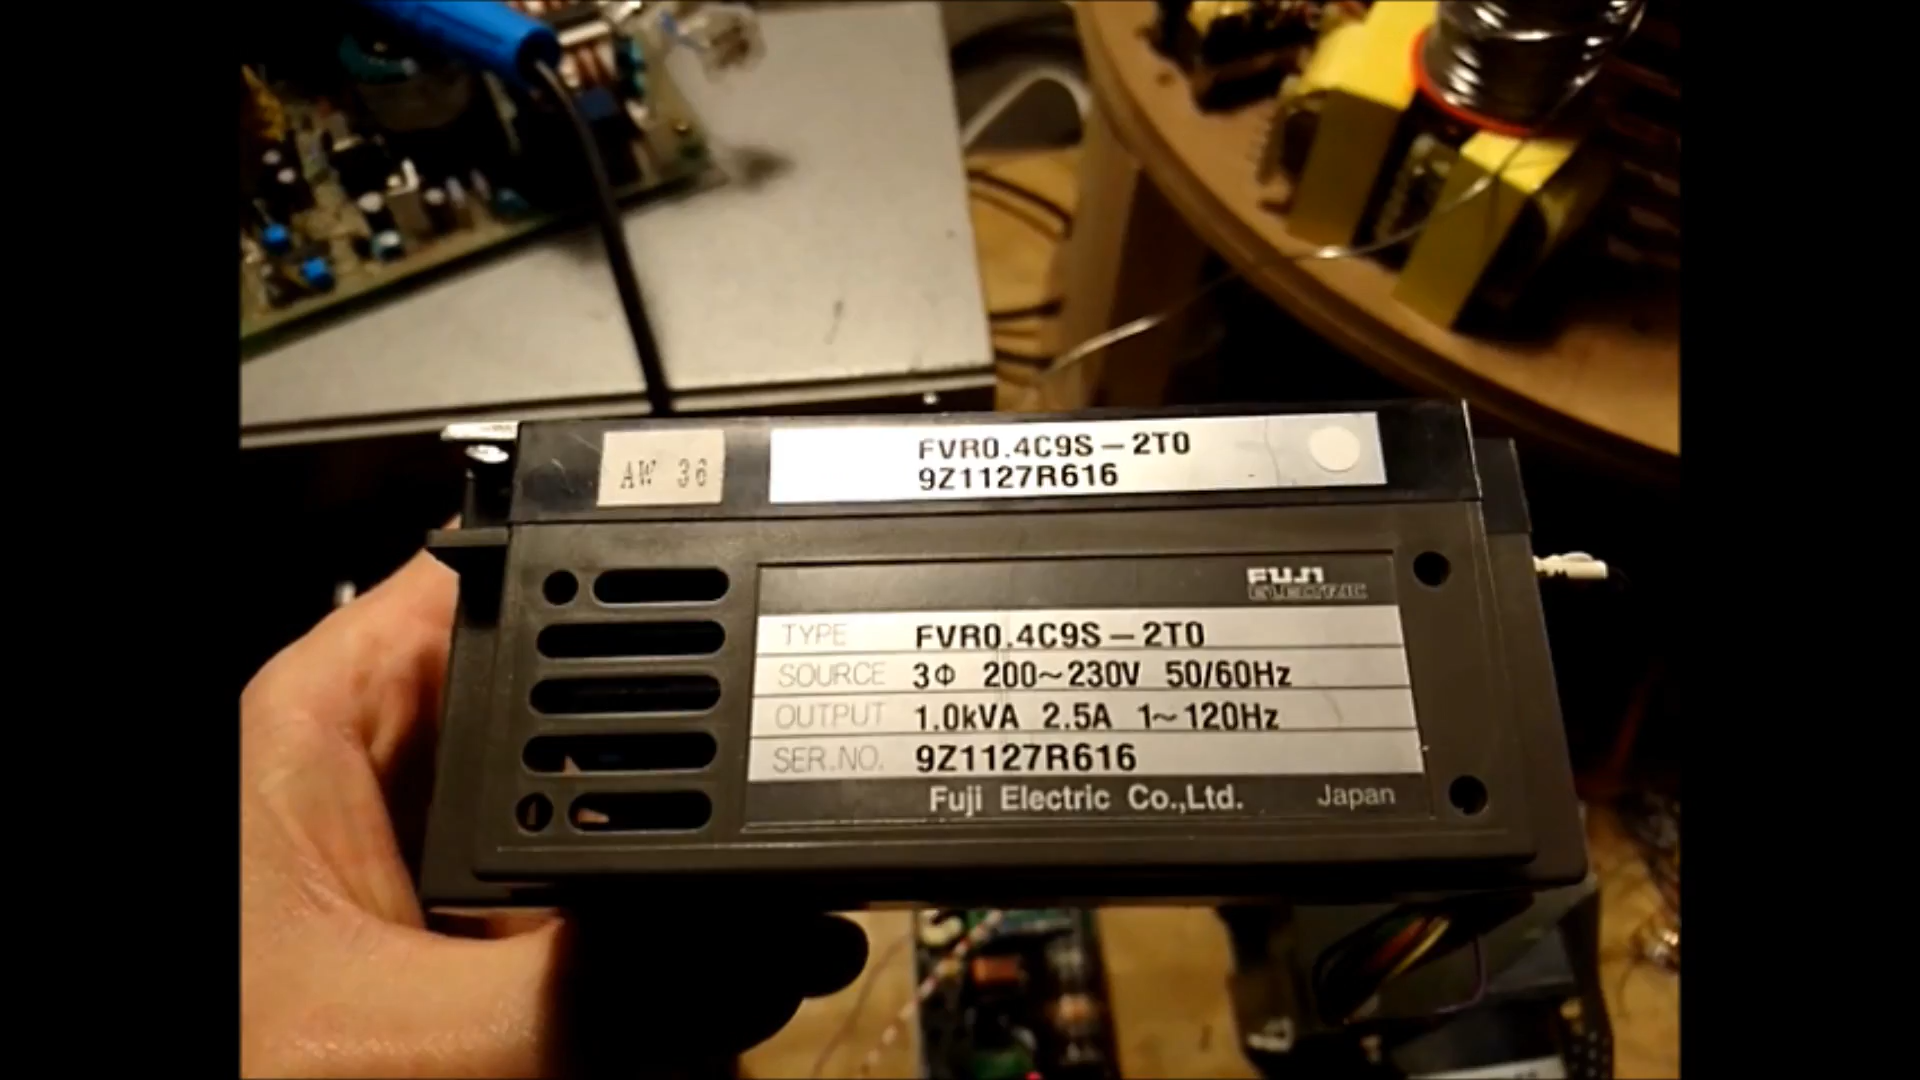 AW 36
FVR0.4C9S-2T0
9Z1127R616
FUJI
ELECTRIC
TYPE FVR0.4C9S-2T0
SOURCE 3Φ 200~230V 50/60Hz
OUTPUT 1.0kVA 2.5A 1~120Hz
SER.NO. 9Z1127R616
Fuji Electric Co.,Ltd. Japan